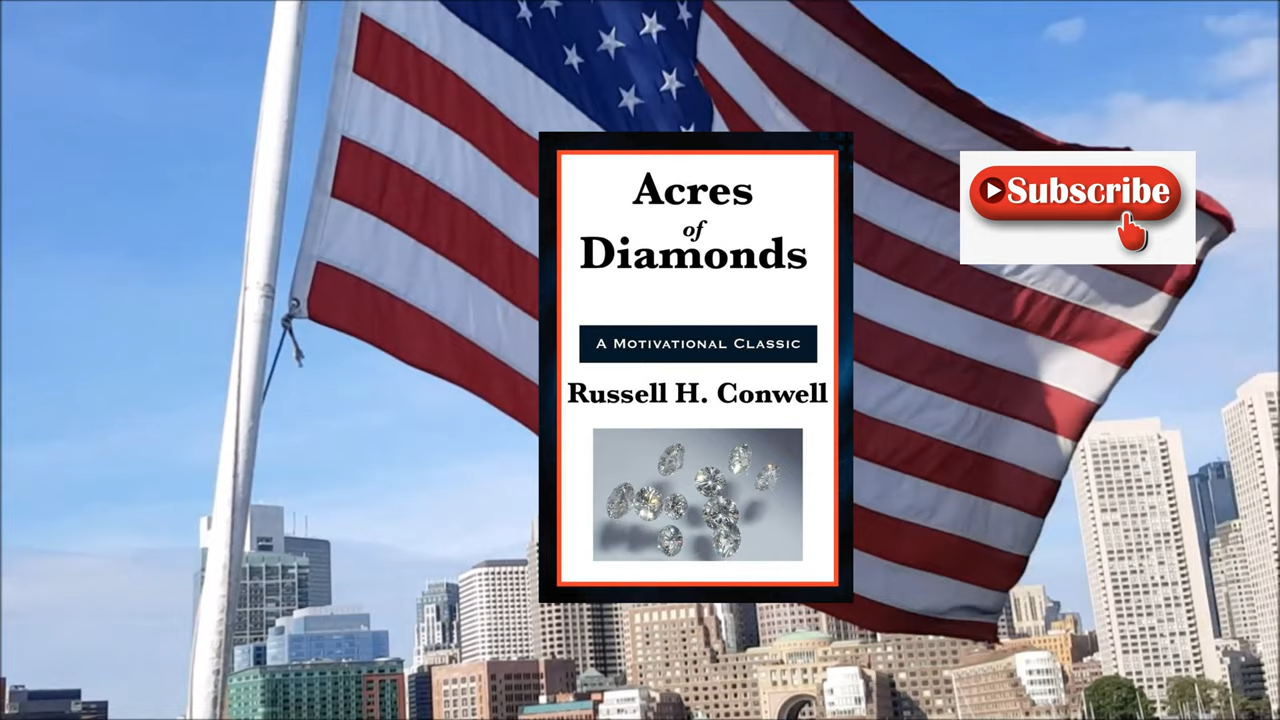 Acres
of
Diamonds
A Motivational Classic
Russell H. Conwell
Subscribe